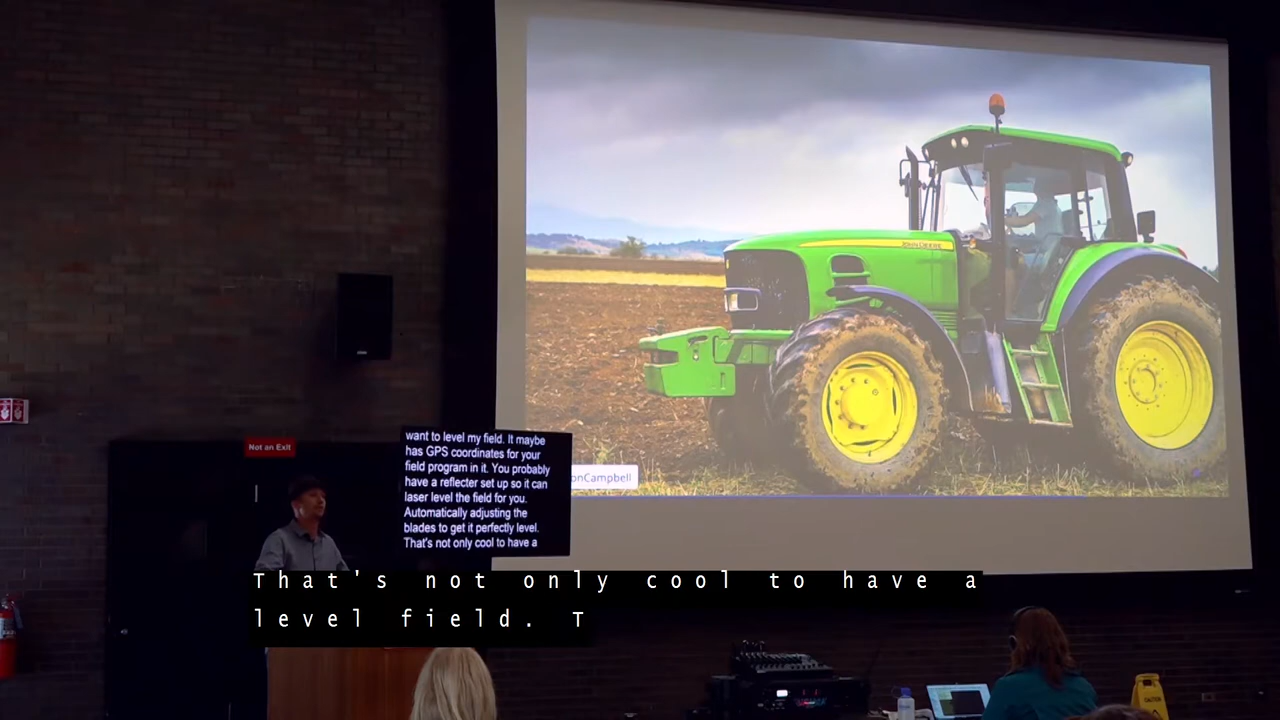 JOHN DEERE
Not an Exit
want to level my field. It maybe
has GPS coordinates for your
field program in it. You probably
have a reflecter set up so it can
laser level the field for you.
Automatically adjusting the
blades to get it perfectly level.
That's not only cool to have a
onCampbell
That's not only cool to have a
level field. T
CAUTION